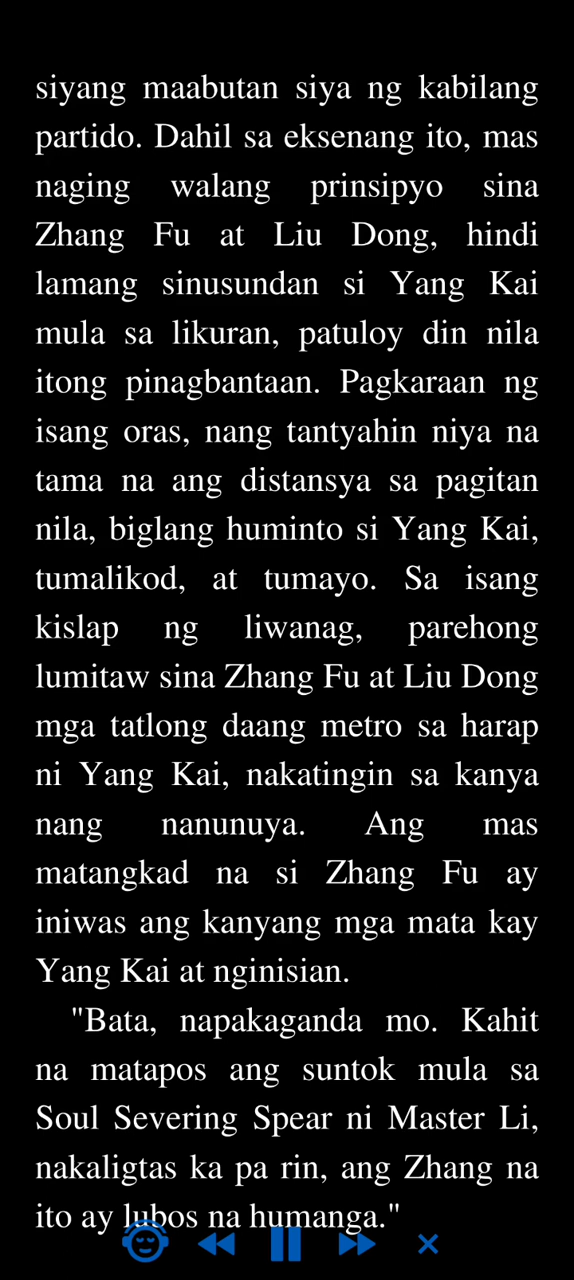 siyang maabutan siya ng kabilang
partido. Dahil sa eksenang ito, mas
naging walang prinsipyo sina
Zhang Fu at Liu Dong, hindi
lamang sinusundan si Yang Kai
mula sa likuran, patuloy din nila
itong pinagbantaan. Pagkaraan ng
isang oras, nang tantyahin niya na
tama na ang distansya sa pagitan
nila, biglang huminto si Yang Kai,
tumalikod, at tumayo. Sa isang
kislap ng liwanag, parehong
lumitaw sina Zhang Fu at Liu Dong
mga tatlong daang metro sa harap
ni Yang Kai, nakatingin sa kanya
nang nanunuya. Ang mas
matangkad na si Zhang Fu ay
iniwas ang kanyang mga mata kay
Yang Kai at nginisian.
"Bata, napakaganda mo. Kahit
na matapos ang suntok mula sa
Soul Severing Spear ni Master Li,
nakaligtas ka pa rin, ang Zhang na
ito ay lubos na humanga."